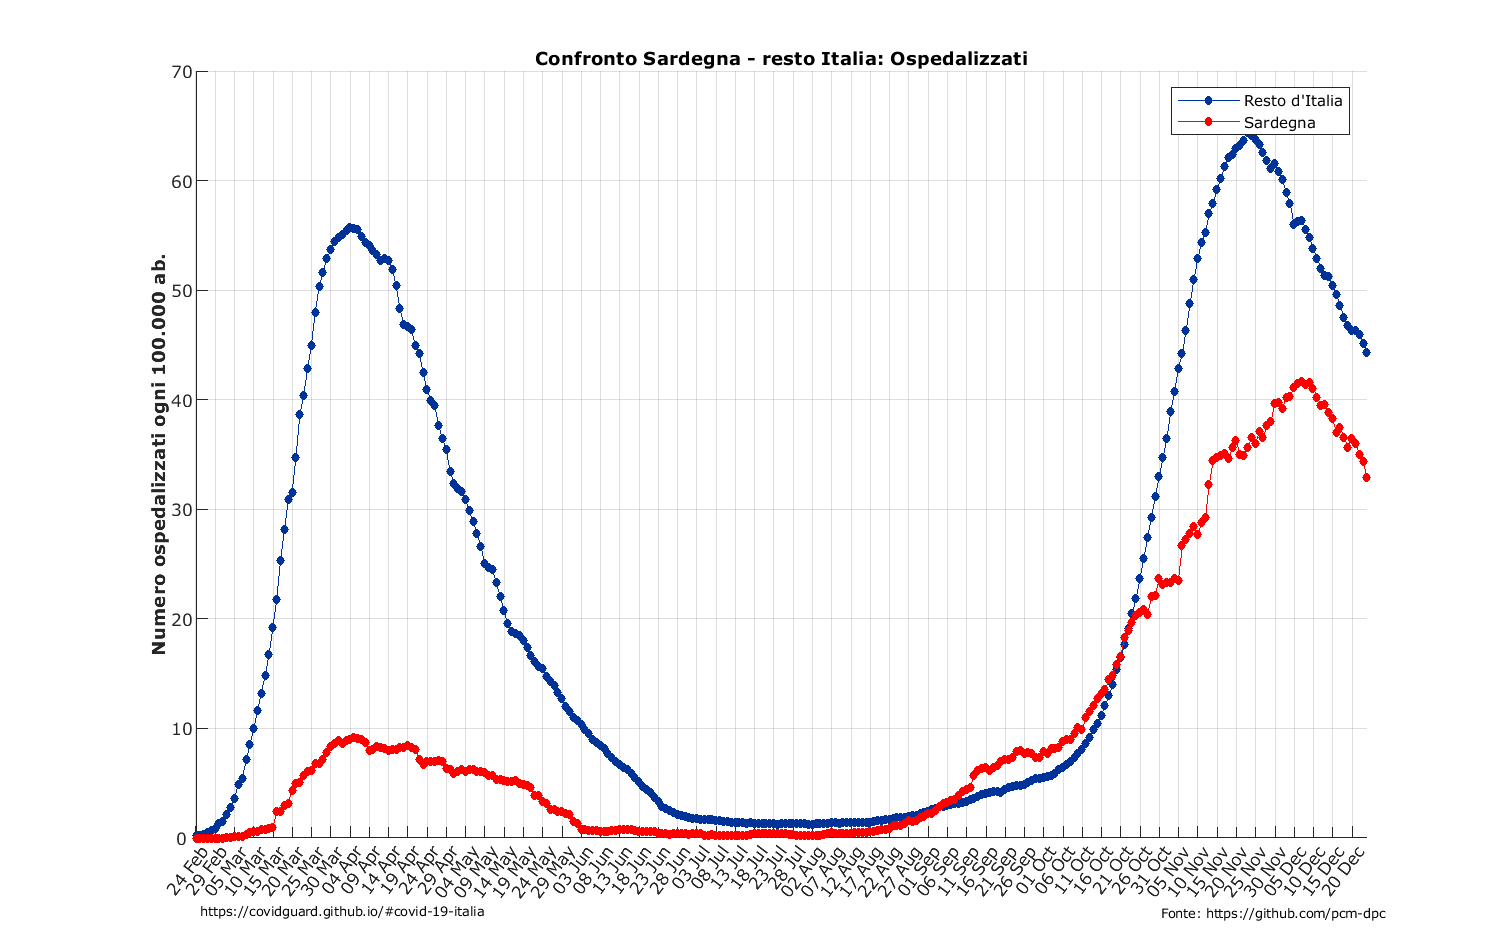 Confronto Sardegna - resto Italia: Ospedalizzati
Resto d'Italia
Sardegna
Numero ospedalizzati ogni 100.000 ab.
70
60
50
40
30
20
10
0
24 Feb
29 Feb
05 Mar
10 Mar
15 Mar
20 Mar
25 Mar
30 Mar
04 Apr
09 Apr
14 Apr
19 Apr
24 Apr
29 Apr
04 May
09 May
14 May
19 May
24 May
29 May
03 Jun
08 Jun
13 Jun
18 Jun
23 Jun
28 Jun
03 Jul
08 Jul
13 Jul
18 Jul
23 Jul
28 Jul
02 Aug
07 Aug
12 Aug
17 Aug
22 Aug
27 Aug
01 Sep
06 Sep
11 Sep
16 Sep
21 Sep
26 Sep
01 Oct
06 Oct
11 Oct
16 Oct
21 Oct
26 Oct
31 Oct
05 Nov
10 Nov
15 Nov
20 Nov
25 Nov
30 Nov
05 Dec
10 Dec
15 Dec
20 Dec
https://covidguard.github.io/#covid-19-italia
Fonte: https://github.com/pcm-dpc